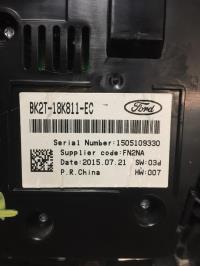 BK2T-18K811-EC
Ford
Serial Number:1505109330
Supplier code:FN2NA
Date:2015.07.21 SW:03d
P.R.China HW:007